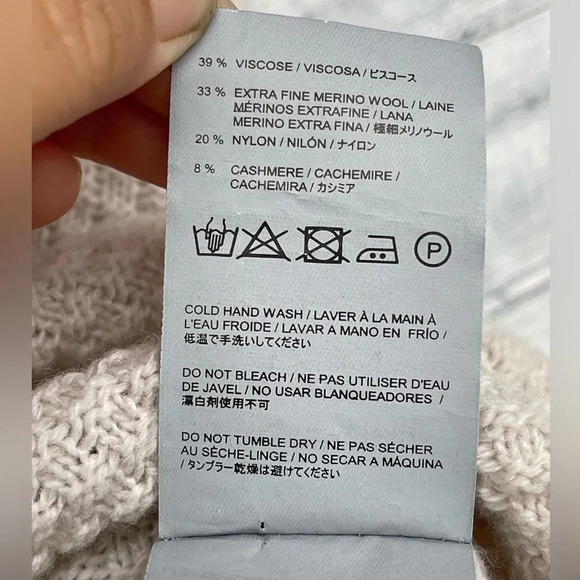 39 % VISCOSE / VISCOSA / ビスコース
33 % EXTRA FINE MERINO WOOL / LAINE
MÉRINOS EXTRAFINE / LANA
MERINO EXTRA FINA / 極細メリノウール
20 % NYLON / NILÓN / ナイロン
8 % CASHMERE / CACHEMIRE /
CACHEMIRA / カシミア
P
COLD HAND WASH / LAVER À LA MAIN À
L'EAU FROIDE / LAVAR A MANO EN FRÍO /
低温で手洗いしてください
DO NOT BLEACH / NE PAS UTILISER D'EAU
DE JAVEL / NO USAR BLANQUEADORES /
漂白剤使用不可
DO NOT TUMBLE DRY / NE PAS SÉCHER
AU SÈCHE-LINGE / NO SECAR A MÁQUINA
/ タンブラー乾燥は避けてください